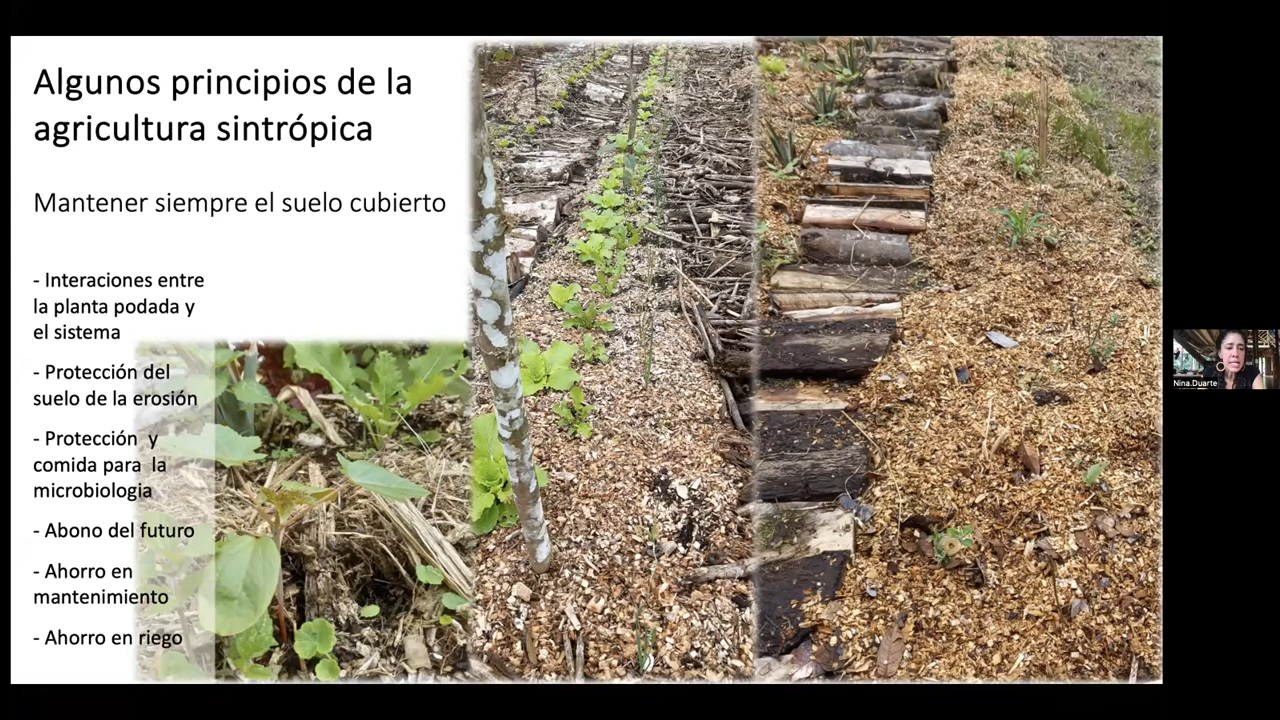 Algunos principios de la
agricultura sintrópica
Mantener siempre el suelo cubierto
- Interaciones entre
la planta podada y
el sistema
- Protección del
suelo de la erosión
- Protección y
comida para la
microbiologia
- Abono del futuro
- Ahorro en
mantenimiento
- Ahorro en riego
Nina.Duarte